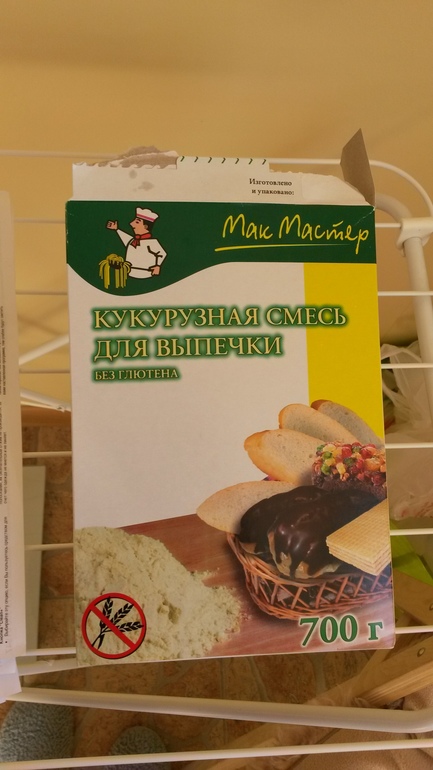 Изготовлено
и упаковано:
Мак Мастер
КУКУРУЗНАЯ СМЕСЬ
ДЛЯ ВЫПЕЧКИ
БЕЗ ГЛЮТЕНА
700 г